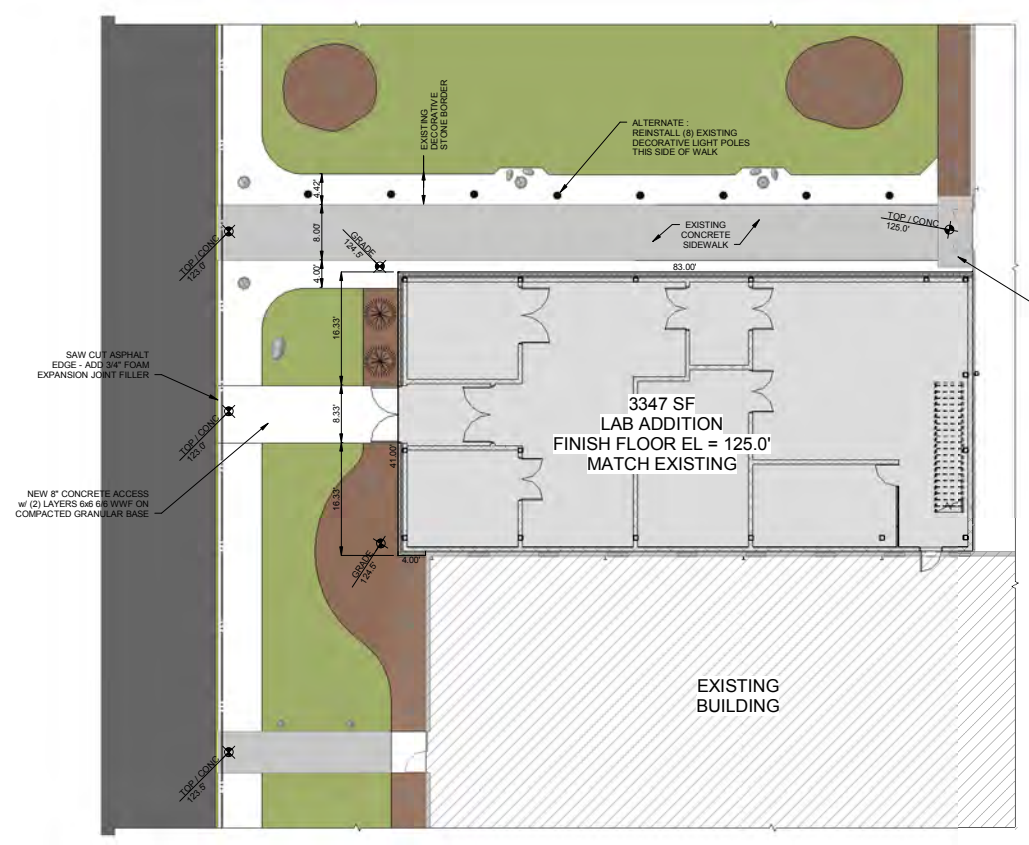 EXISTING
DECORATIVE
STONE BORDER
ALTERNATE :
REINSTALL (8) EXISTING
DECORATIVE LIGHT POLES
THIS SIDE OF WALK
4.42'
TOP / CONC
123.0'
8.00'
GRADE
124.5'
EXISTING
CONCRETE
SIDEWALK
TOP / CONC
125.0'
4.00'
83.00'
16.33'
SAW CUT ASPHALT
EDGE - ADD 3/4" FOAM
EXPANSION JOINT FILLER
TOP / CONC
123.0'
8.33'
3347 SF
LAB ADDITION
FINISH FLOOR EL = 125.0'
MATCH EXISTING
41.00'
NEW 8" CONCRETE ACCESS
w/ (2) LAYERS 6x6 6/6 WWF ON
COMPACTED GRANULAR BASE
16.33'
GRADE
124.5'
4.00'
EXISTING
BUILDING
TOP / CONC
123.5'